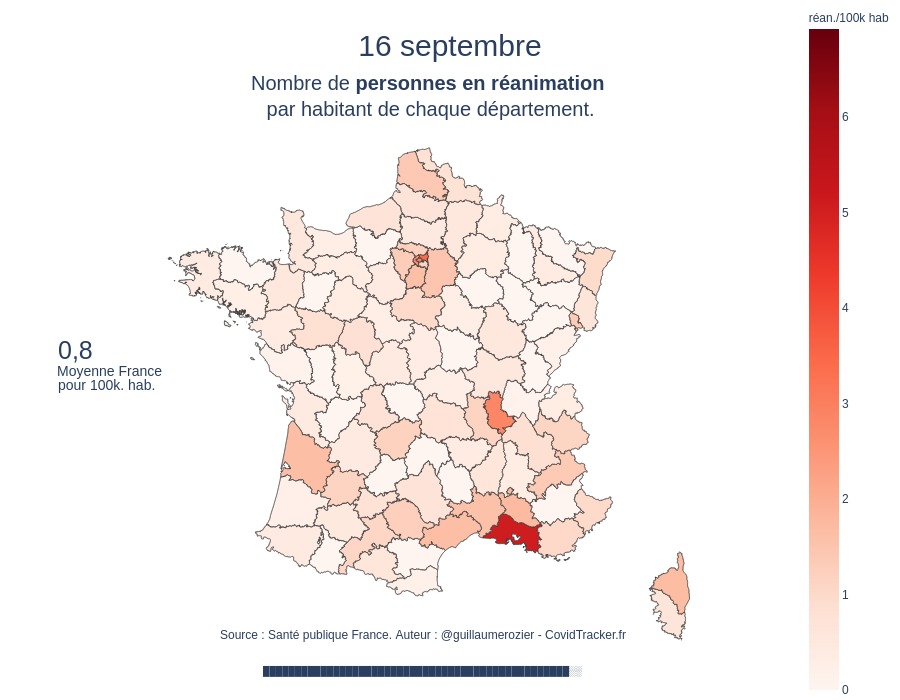 réan./100k hab
16 septembre
Nombre de personnes en réanimation
par habitant de chaque département.
6
5
4
3
2
1
0
0,8
Moyenne France
pour 100k. hab.
Source : Santé publique France. Auteur : @guillaumerozier - CovidTracker.fr